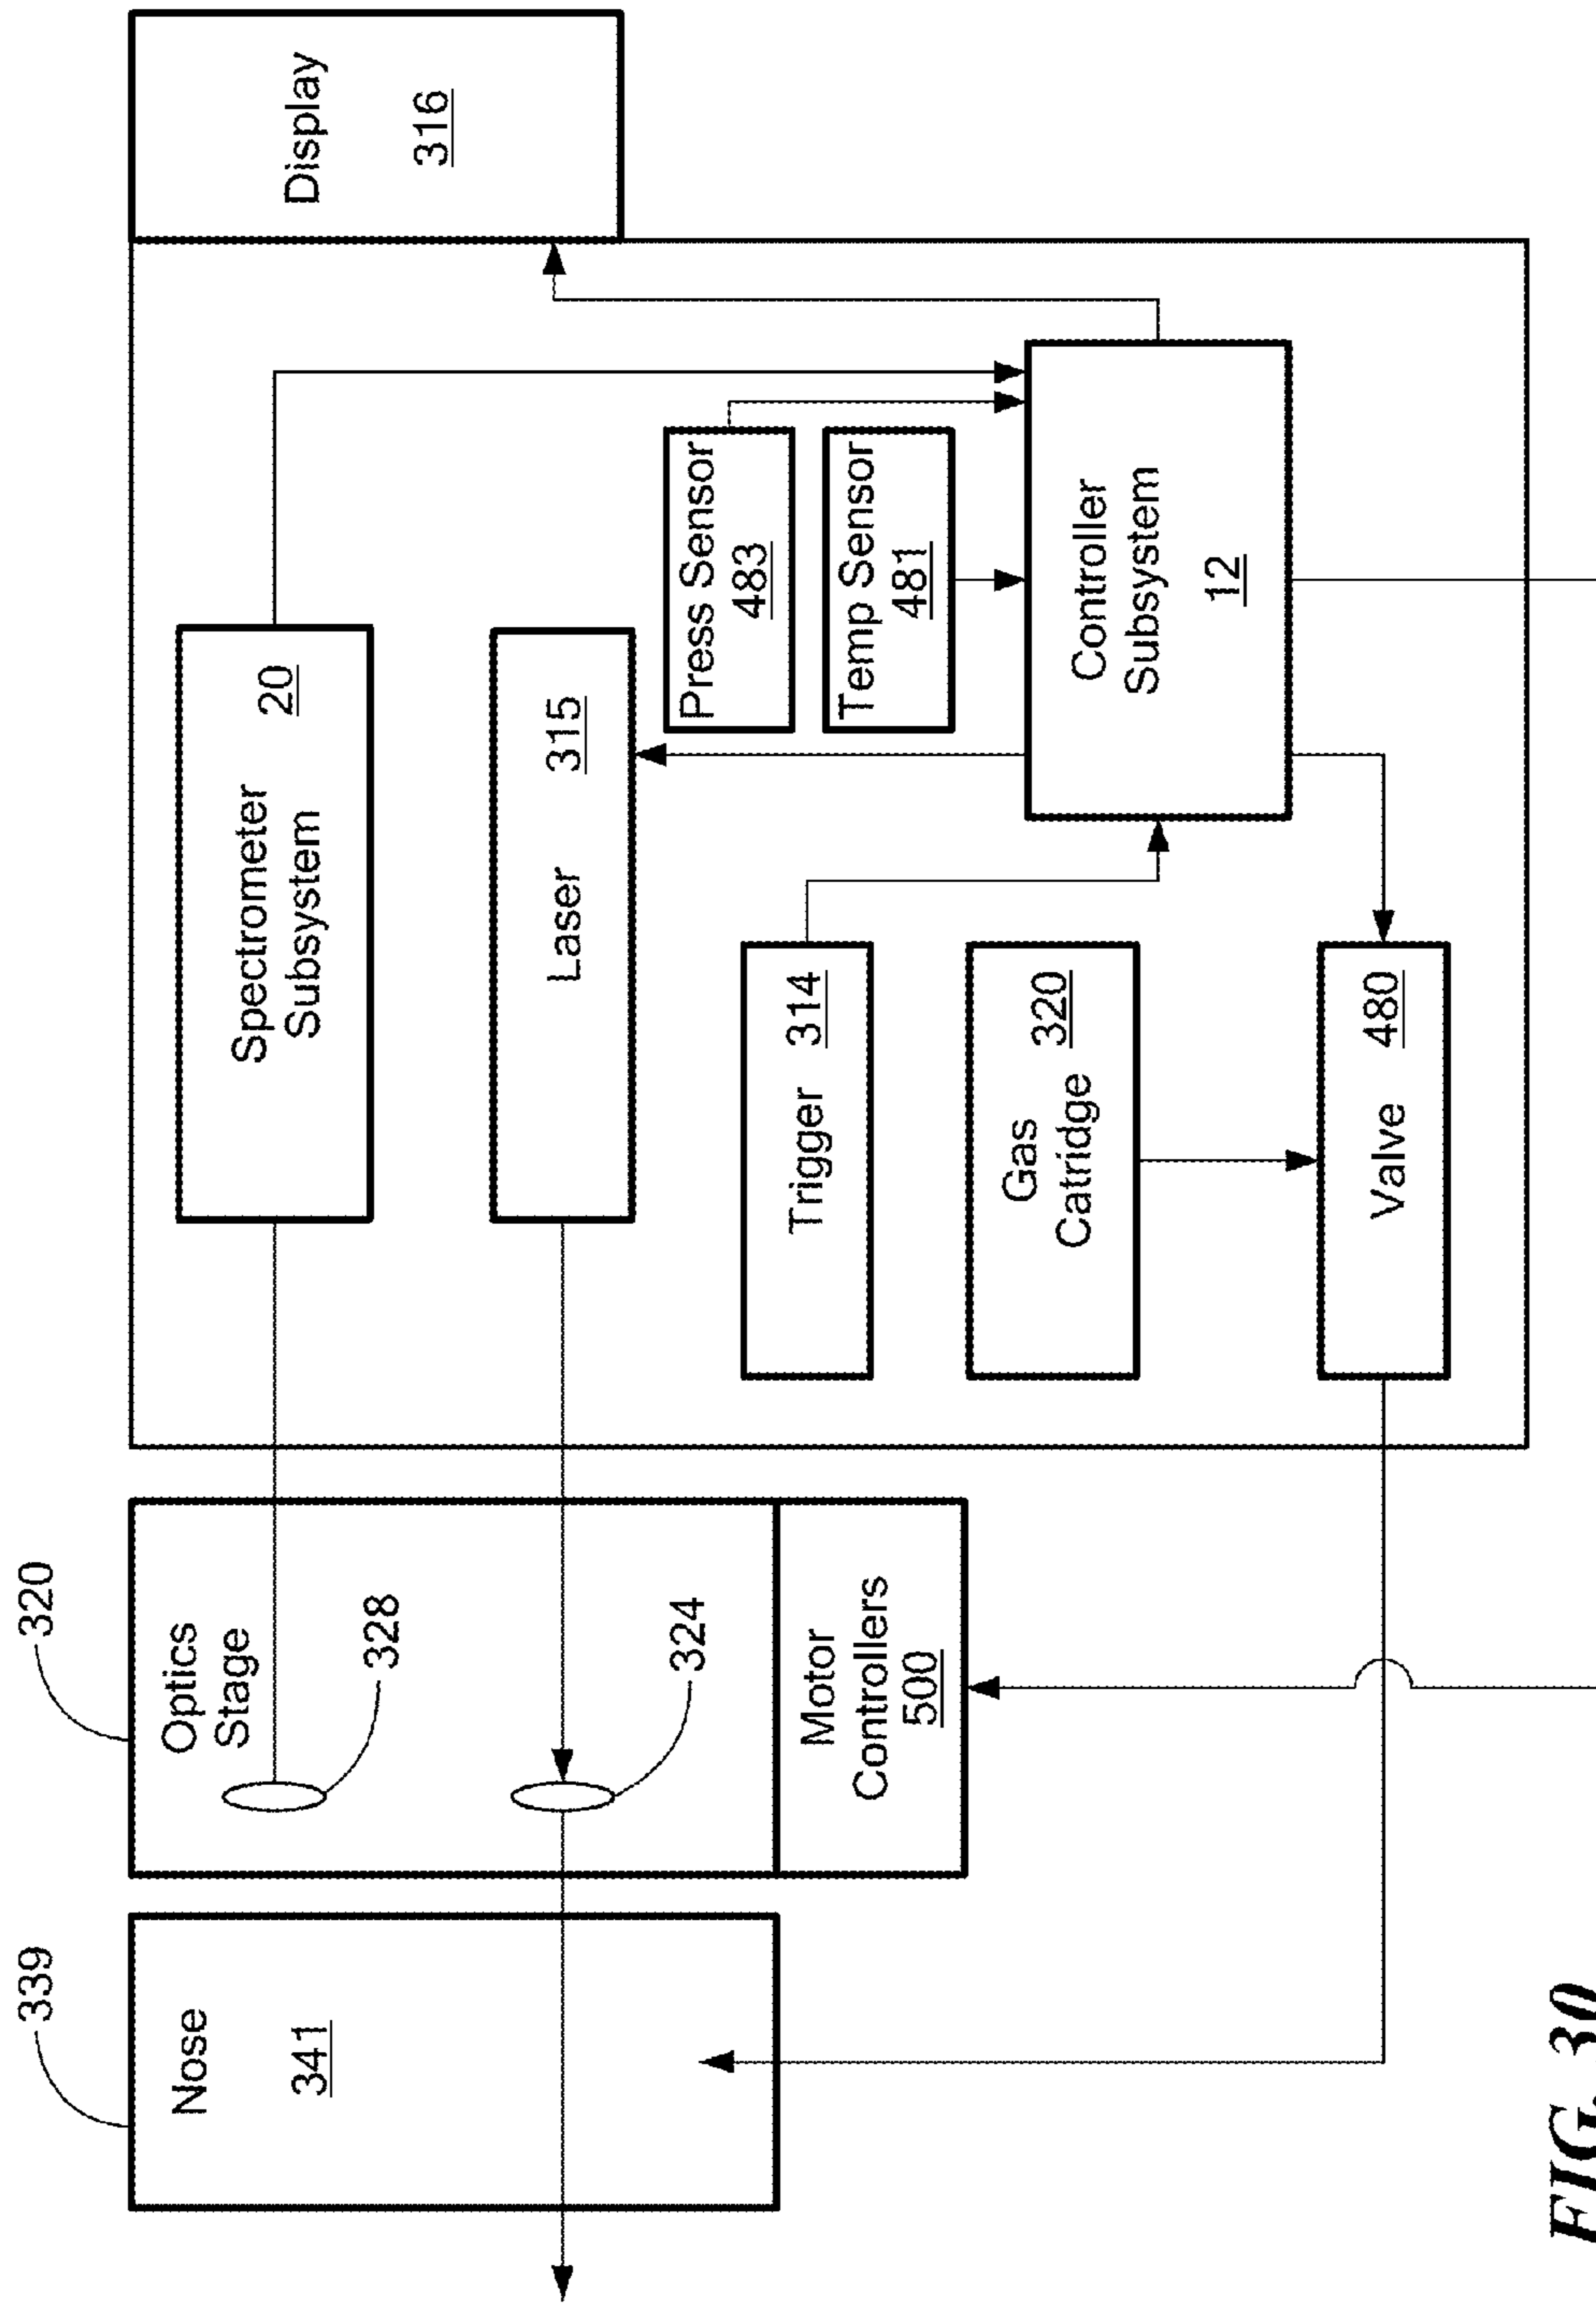 339
320
Nose
341
Optics
Stage
328
324
Motor
Controllers
500
Spectrometer
Subsystem
20
Laser
315
Trigger 314
Gas
Catridge
320
Valve
480
Press Sensor
483
Temp Sensor
481
Controller
Subsystem
12
Display
316
FIG. 30